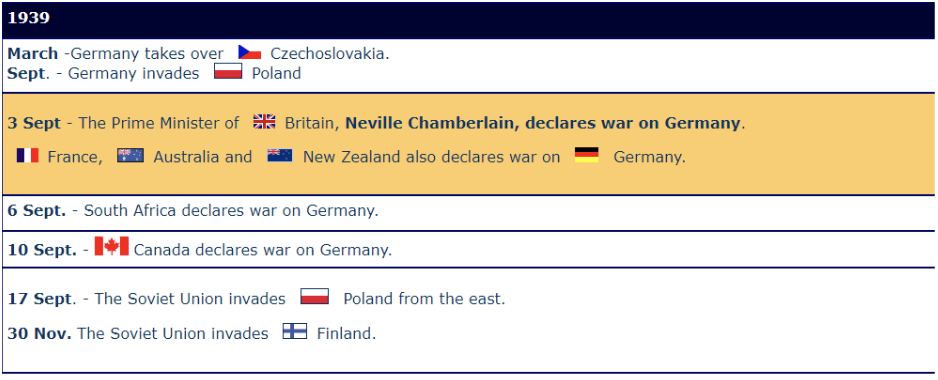 1939
March -Germany takes over Czechoslovakia.
Sept. - Germany invades Poland
3 Sept - The Prime Minister of Britain, Neville Chamberlain, declares war on Germany.
France, Australia and New Zealand also declares war on Germany.
6 Sept. - South Africa declares war on Germany.
10 Sept. - Canada declares war on Germany.
17 Sept. - The Soviet Union invades Poland from the east.
30 Nov. The Soviet Union invades Finland.